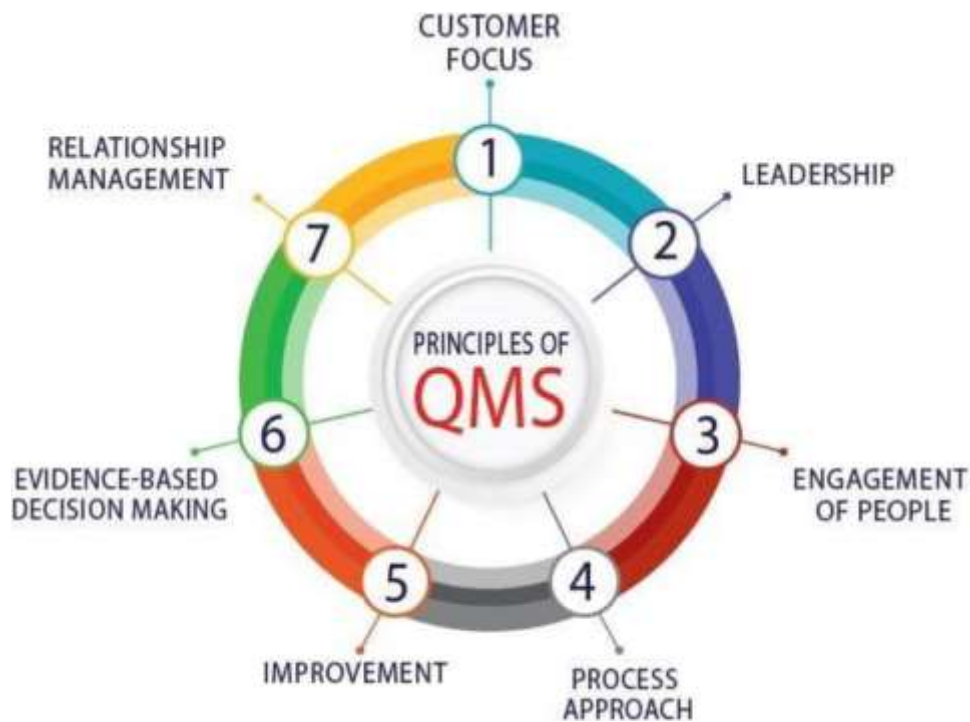 CUSTOMER
FOCUS
1
LEADERSHIP
2
ENGAGEMENT
OF PEOPLE
3
PROCESS
APPROACH
4
IMPROVEMENT
5
EVIDENCE-BASED
DECISION MAKING
6
RELATIONSHIP
MANAGEMENT
7
PRINCIPLES OF
QMS